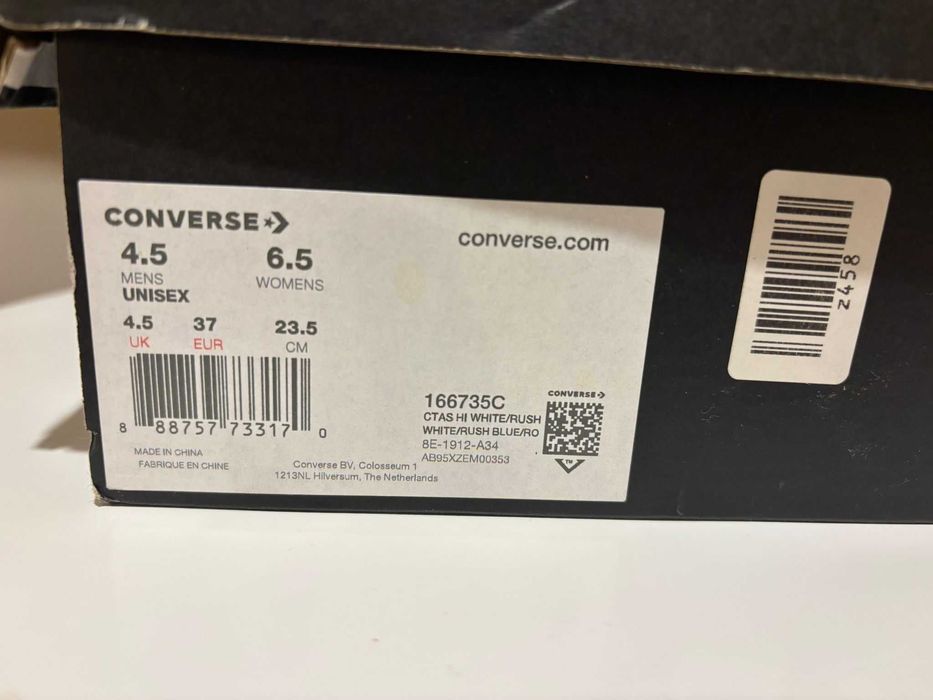 CONVERSE
converse.com
4.5 6.5
MENS WOMENS
UNISEX
4.5 37 23.5
UK EUR CM
8 88757 73317 0
MADE IN CHINA
FABRIQUE EN CHINE
Converse BV, Colosseum 1
1213NL Hilversum, The Netherlands
166735C
CTAS HI WHITE/RUSH
WHITE/RUSH BLUE/RO
8E-1912-A34
AB95XZEM00353
CONVERSE
TM
2458